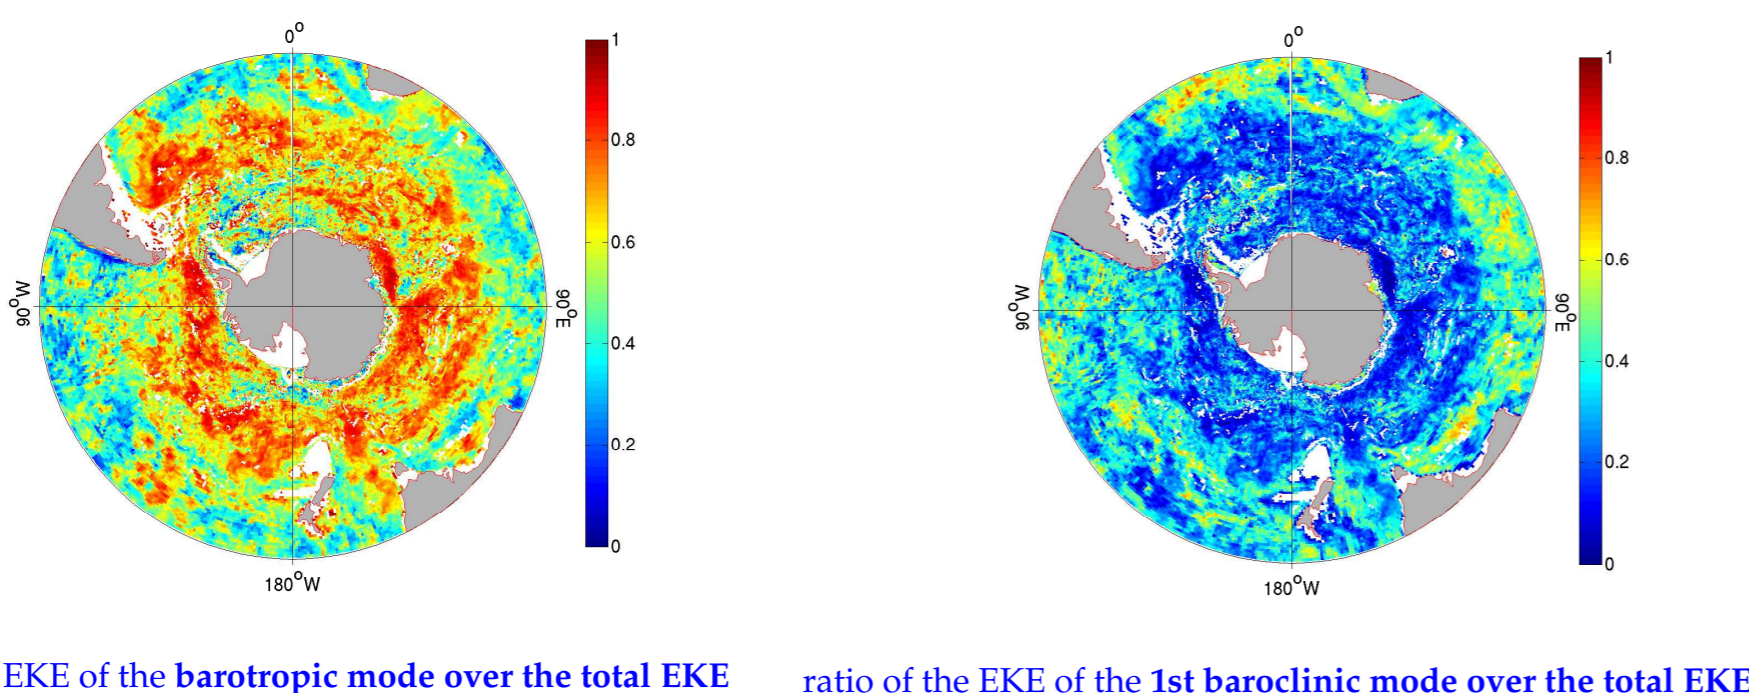 0°
1
0.8
0.6
0.4
0.2
0
90°W
90°E
180°W
0°
1
0.8
0.6
0.4
0.2
0
90°W
90°E
180°W
EKE of the barotropic mode over the total EKE
ratio of the EKE of the 1st baroclinic mode over the total EKE